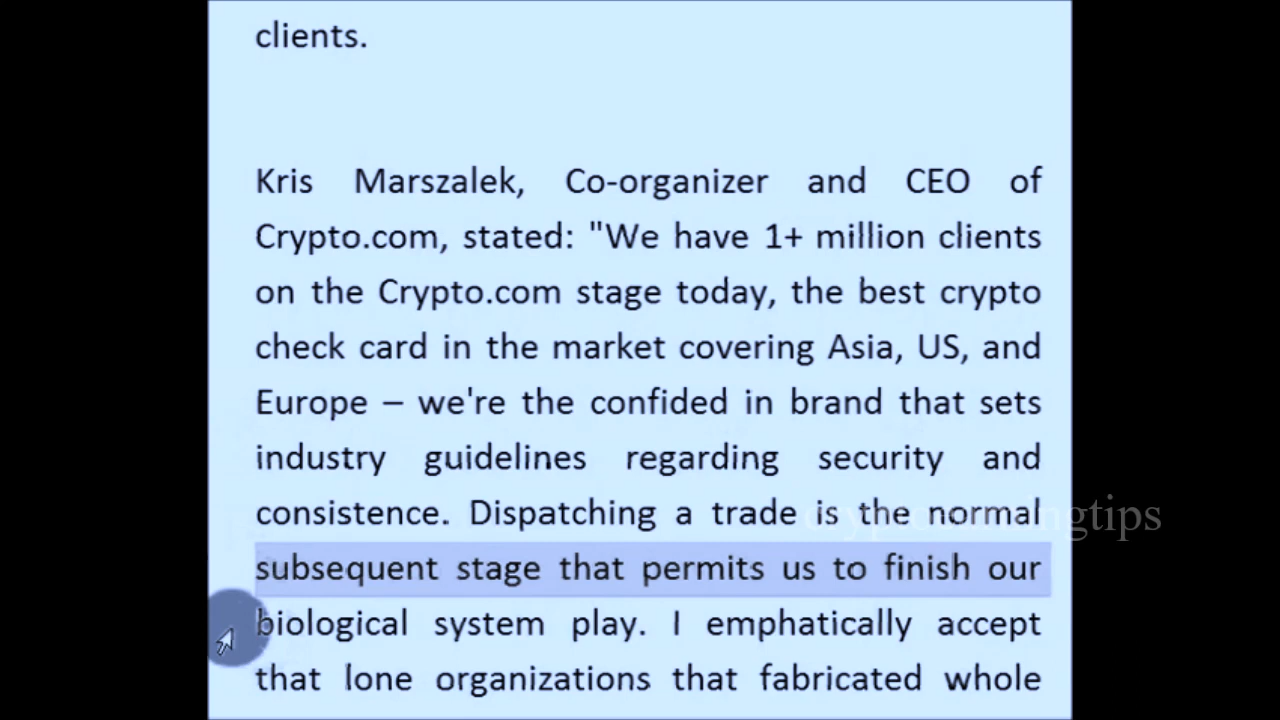 clients.
Kris Marszalek, Co-organizer and CEO of
Crypto.com, stated: "We have 1+ million clients
on the Crypto.com stage today, the best crypto
check card in the market covering Asia, US, and
Europe – we're the confided in brand that sets
industry guidelines regarding security and
consistence. Dispatching a trade is the normal
subsequent stage that permits us to finish our
biological system play. I emphatically accept
that lone organizations that fabricated whole